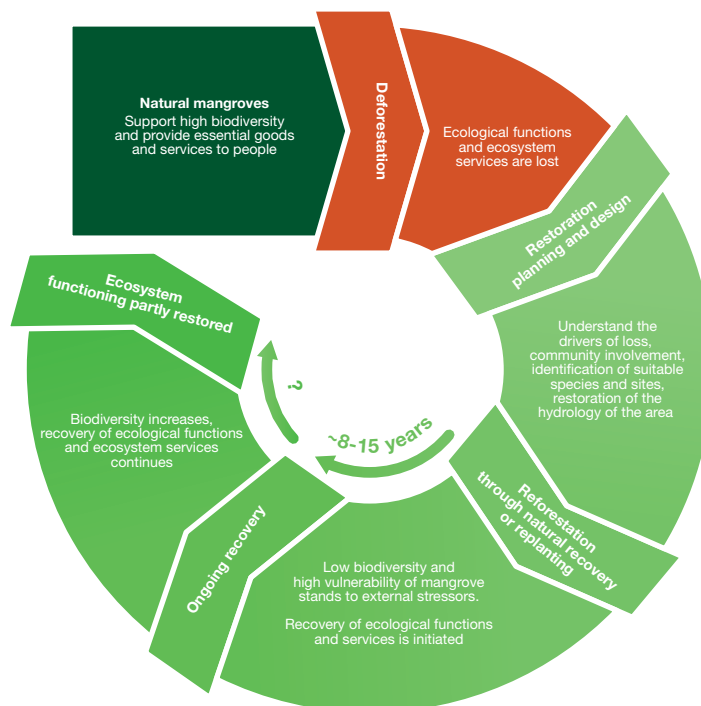 Natural mangroves
Support high biodiversity
and provide essential goods
and services to people
Deforestation
Ecological functions
and ecosystem
services are lost
Restoration
planning and design
Understand the
drivers of loss,
community involvement,
identification of suitable
species and sites,
restoration of the
hydrology of the area
Reforestation
through natural recovery
or replanting
Low biodiversity and
high vulnerability of mangrove
stands to external stressors.
Recovery of ecological functions
and services is initiated
~8-15 years
Ongoing recovery
Biodiversity increases,
recovery of ecological functions
and ecosystem services
continues
?
Ecosystem
functioning partly restored